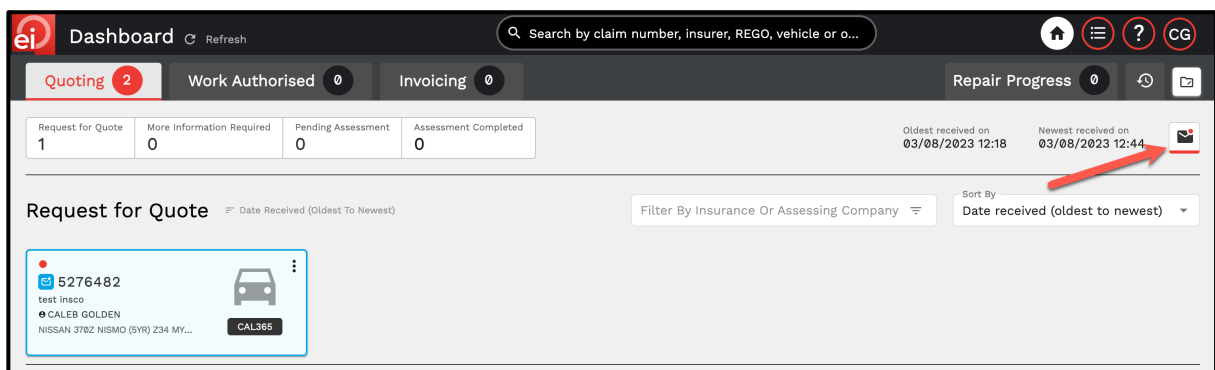 ei Dashboard Refresh
Search by claim number, insurer, REGO, vehicle or o...
? CG
Quoting 2 Work Authorised 0 Invoicing 0 Repair Progress 0
Request for Quote More Information Required Pending Assessment Assessment Completed
1 0 0 0
Oldest received on Newest received on
03/08/2023 12:18 03/08/2023 12:44
Request for Quote Date Received (Oldest To Newest)
Filter By Insurance Or Assessing Company
Sort By
Date received (oldest to newest)
5276482
test insco
CALEB GOLDEN
NISSAN 370Z NISMO (5YR) Z34 MY...
CAL365